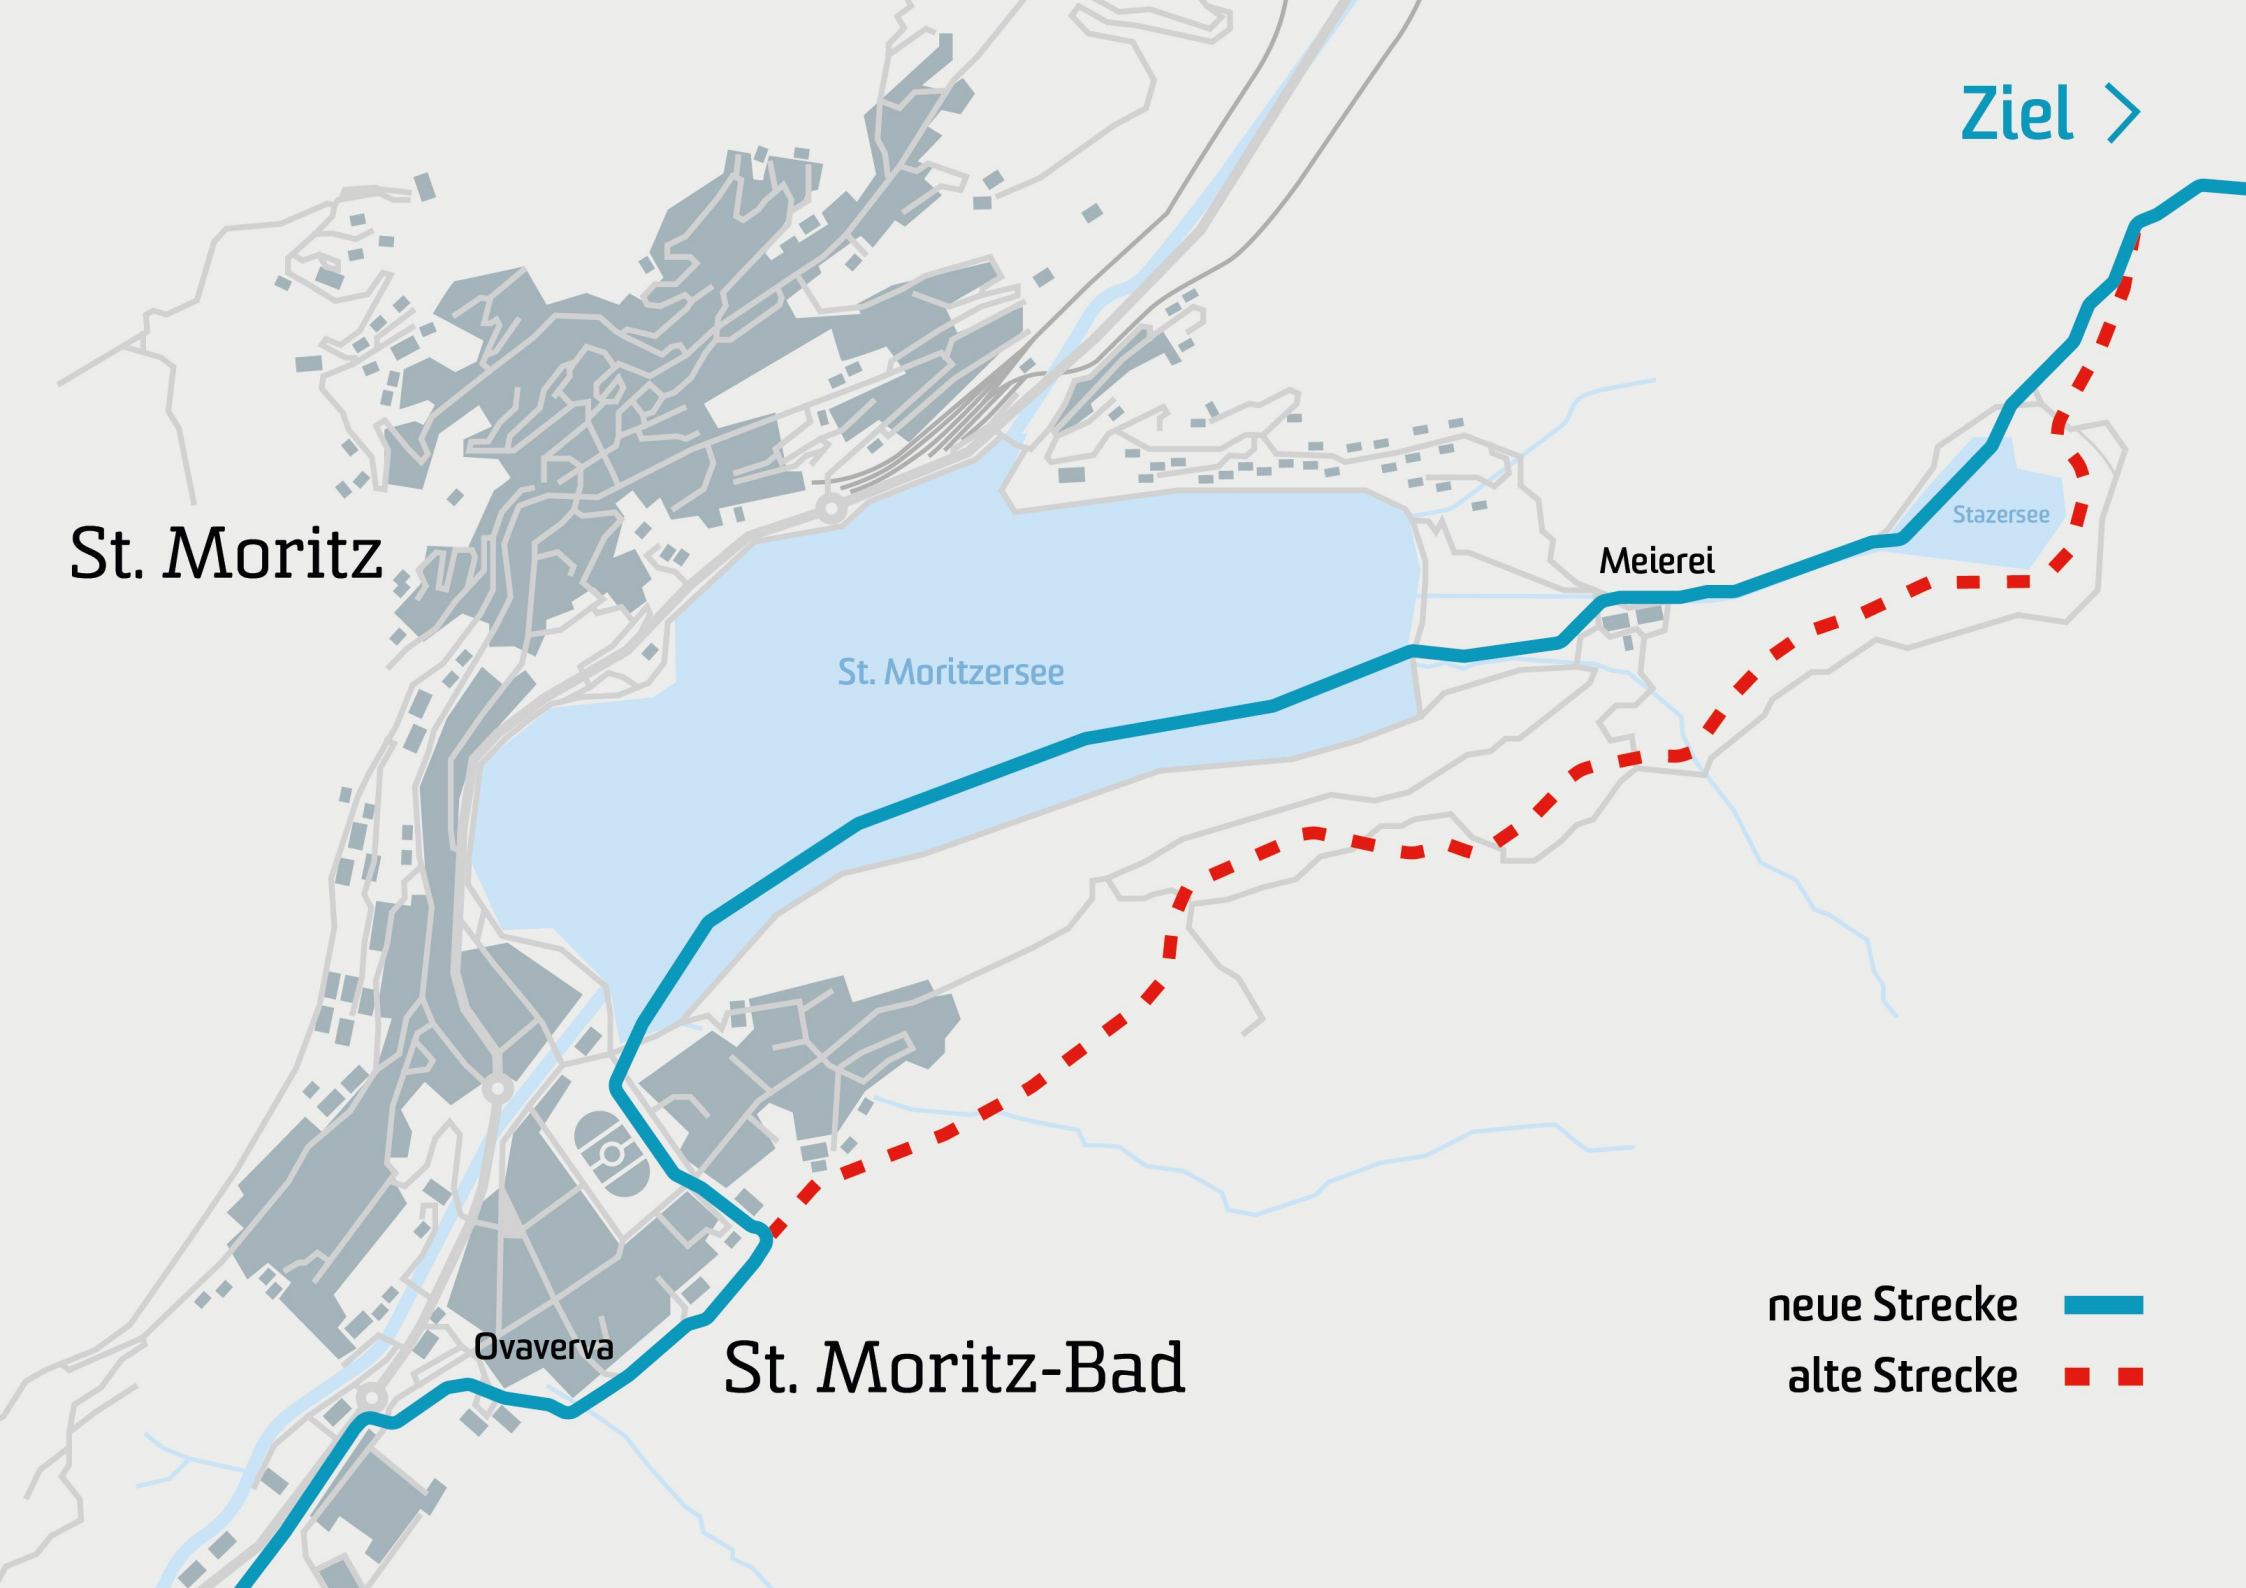 Ziel
Stazersee
St. Moritz
Meierei
St. Moritzersee
neue Strecke
Ovaverva
St. Moritz-Bad
alte Strecke